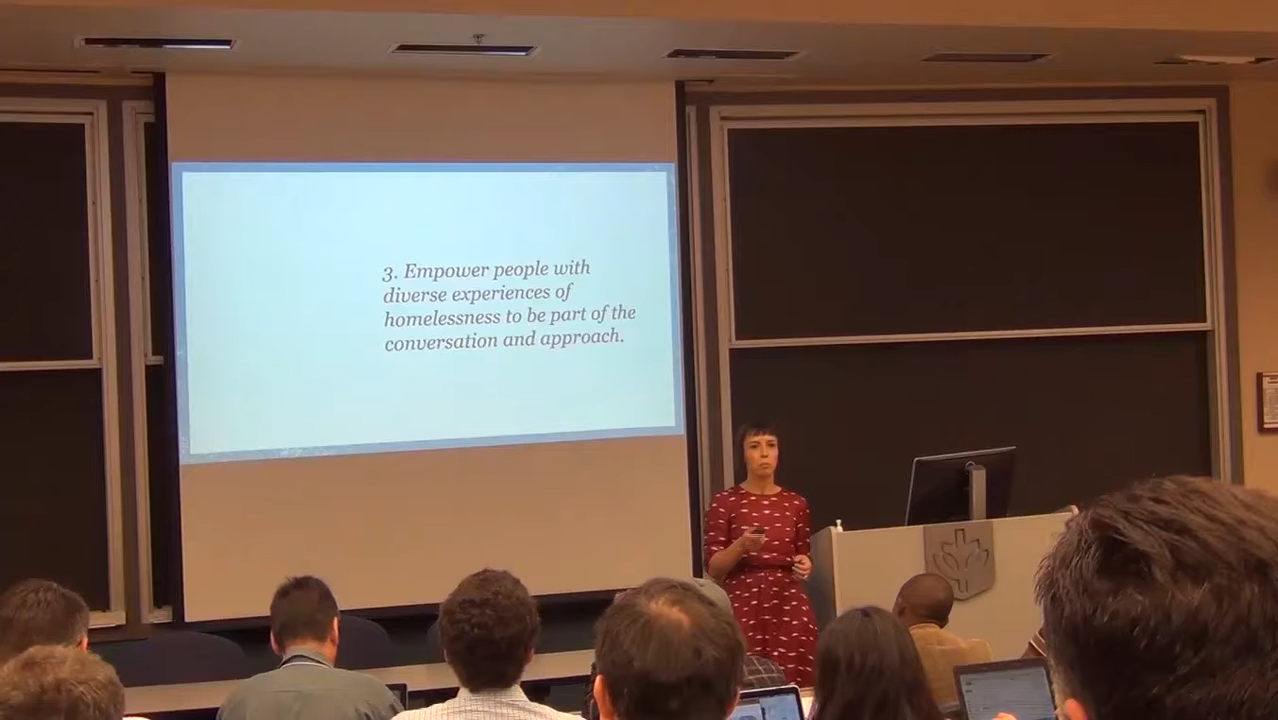 3. Empower people with
diverse experiences of
homelessness to be part of the
conversation and approach.